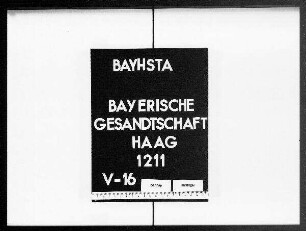 BAYHSTA
BAYERISCHE
GESANDTSCHAFT
HAAG
1211
V-16